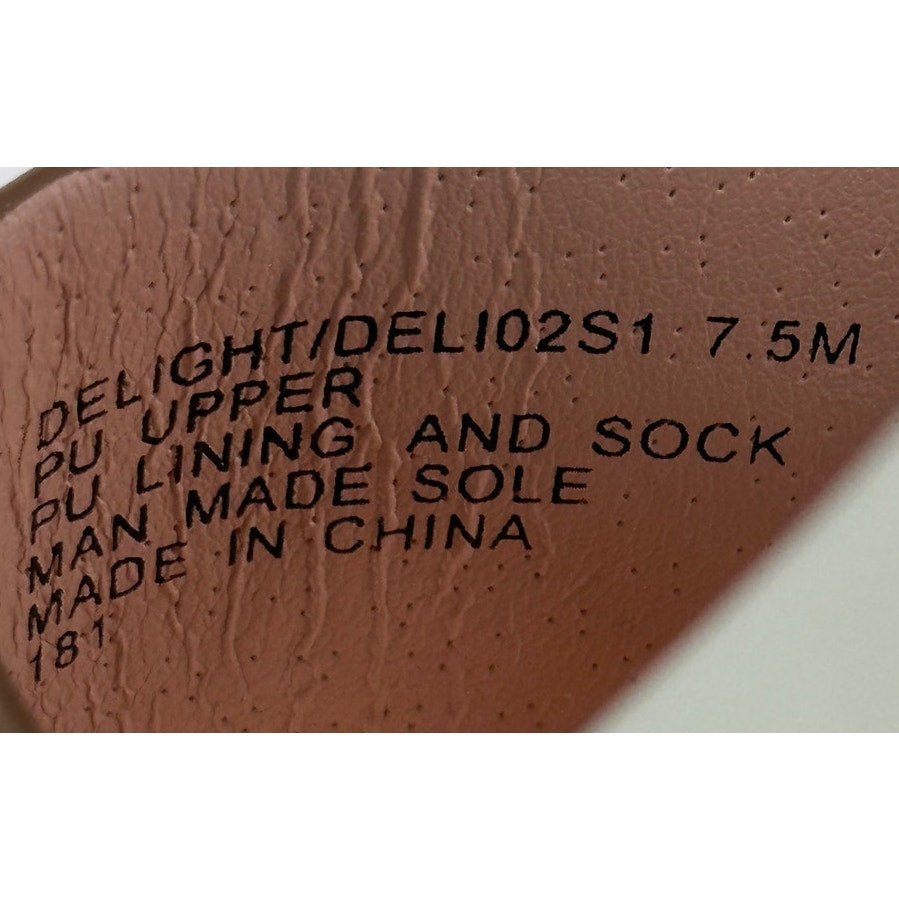 DELIGHT/DELI02S1 7.5M
PU UPPER
PU LINING AND SOCK
MAN MADE SOLE
MADE IN CHINA
181